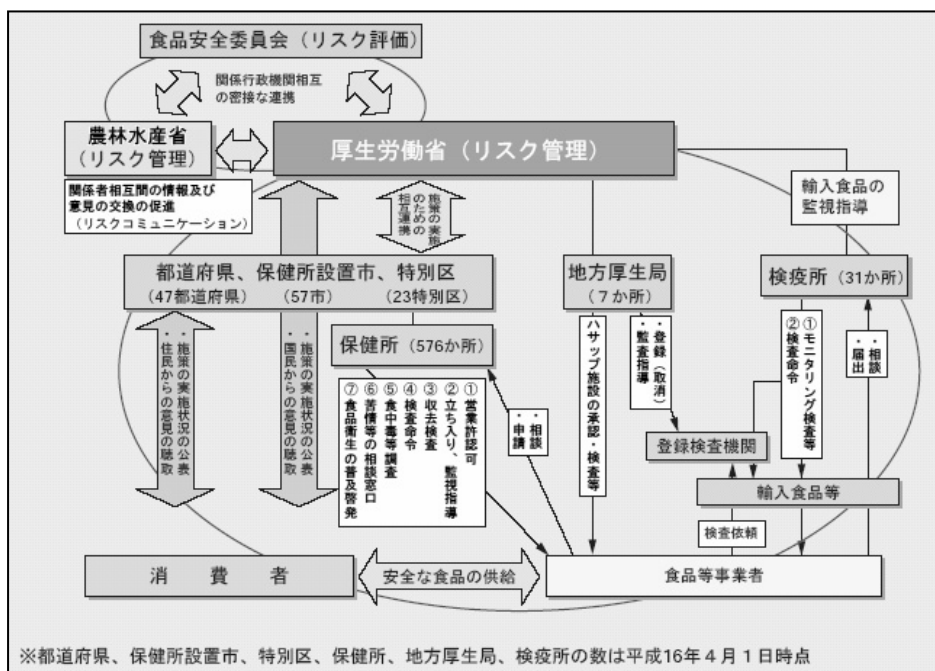 食品安全委員会（リスク評価）
関係行政機関相互
の密接な連携
農林水産省
（リスク管理）
厚生労働省（リスク管理）
関係者相互間の情報及び
意見の交換の促進
（リスクコミュニケーション）
施策の実施
のための
相互連携
輸入食品の
監視指導
都道府県、保健所設置市、特別区
（47都道府県）　（57市）　（23特別区）
地方厚生局
（７か所）
検疫所（31か所）
保健所（576か所）
・施策の実施状況の公表
・住民からの意見の聴取
・施策の実施状況の公表
・国民からの意見の聴取
①営業許認可
②立ち入り、監視指導
③収去検査
④検査命令
⑤食中毒等調査
⑥苦情等の相談窓口
⑦食品衛生の普及啓発
・相談
・申請
ハサップ施設の承認・検査等
・登録（取消）
・監査指導
①モニタリング検査等
②検査命令
・相談
・届出
登録検査機関
輸入食品等
検査依頼
消費者
安全な食品の供給
食品等事業者
※都道府県、保健所設置市、特別区、保健所、地方厚生局、検疫所の数は平成16年４月１日時点